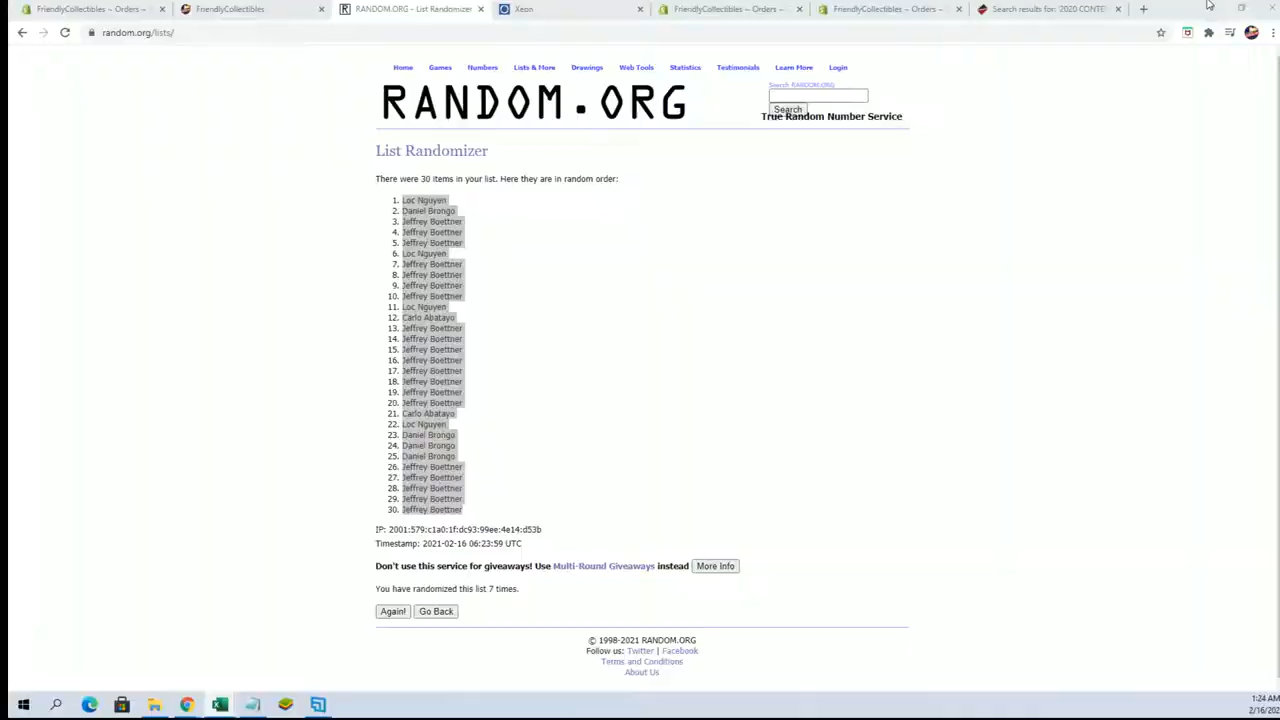 FriendlyCollectibles ~ Orders ~
FriendlyCollectibles
RANDOM.ORG - List Randomizer
Xeon
FriendlyCollectibles ~ Orders ~
FriendlyCollectibles ~ Orders ~
Search results for: '2020 CONTE
random.org/lists/
Home Games Numbers Lists & More Drawings Web Tools Statistics Testimonials Learn More Login
RANDOM.ORG
Search RANDOM.ORG
Search
True Random Number Service
List Randomizer
There were 30 items in your list. Here they are in random order:
1. Loc Nguyen
2. Daniel Brongo
3. Jeffrey Boettner
4. Jeffrey Boettner
5. Jeffrey Boettner
6. Loc Nguyen
7. Jeffrey Boettner
8. Jeffrey Boettner
9. Jeffrey Boettner
10. Jeffrey Boettner
11. Loc Nguyen
12. Carlo Abatayo
13. Jeffrey Boettner
14. Jeffrey Boettner
15. Jeffrey Boettner
16. Jeffrey Boettner
17. Jeffrey Boettner
18. Jeffrey Boettner
19. Jeffrey Boettner
20. Jeffrey Boettner
21. Carlo Abatayo
22. Loc Nguyen
23. Daniel Brongo
24. Daniel Brongo
25. Daniel Brongo
26. Jeffrey Boettner
27. Jeffrey Boettner
28. Jeffrey Boettner
29. Jeffrey Boettner
30. Jeffrey Boettner
IP: 2001:579:c1a0:1f:dc93:99ee:4e14:d53b
Timestamp: 2021-02-16 06:23:59 UTC
Don't use this service for giveaways! Use Multi-Round Giveaways instead More Info
You have randomized this list 7 times.
Again! Go Back
© 1998-2021 RANDOM.ORG
Follow us: Twitter | Facebook
Terms and Conditions
About Us
1:24 AM
2/16/202